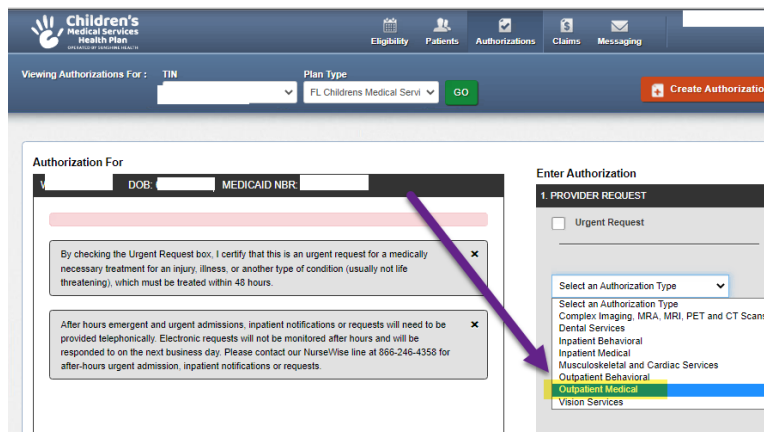 Children's
Medical Services
Health Plan
OPERATED BY SUNSHINE HEALTH
Eligibility Patients Authorizations Claims Messaging
Viewing Authorizations For : TIN Plan Type
FL Childrens Medical Servi GO
Create Authorizatio
Authorization For
DOB: MEDICAID NBR:
By checking the Urgent Request box, I certify that this is an urgent request for a medically
necessary treatment for an injury, illness, or another type of condition (usually not life
threatening), which must be treated within 48 hours.
After hours emergent and urgent admissions, inpatient notifications or requests will need to be
provided telephonically. Electronic requests will not be monitored after hours and will be
responded to on the next business day. Please contact our NurseWise line at 866-246-4358 for
after-hours urgent admission, inpatient notifications or requests.
Enter Authorization
1. PROVIDER REQUEST
Urgent Request
Select an Authorization Type
Select an Authorization Type
Complex Imaging, MRA, MRI, PET and CT Scans
Dental Services
Inpatient Behavioral
Inpatient Medical
Musculoskeletal and Cardiac Services
Outpatient Behavioral
Outpatient Medical
Vision Services